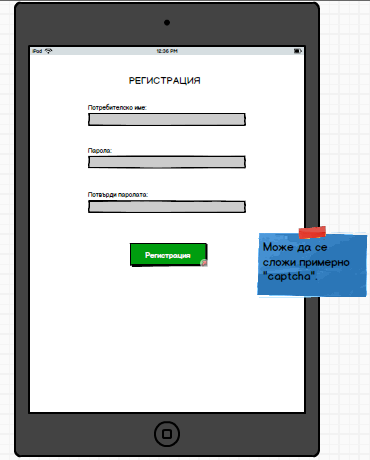 iPod
12:36 PM
РЕГИСТРАЦИЯ
Потребителско име:
Парола:
Потвърди паролата:
Регистрация
Може да се
сложи примерно
"captcha".